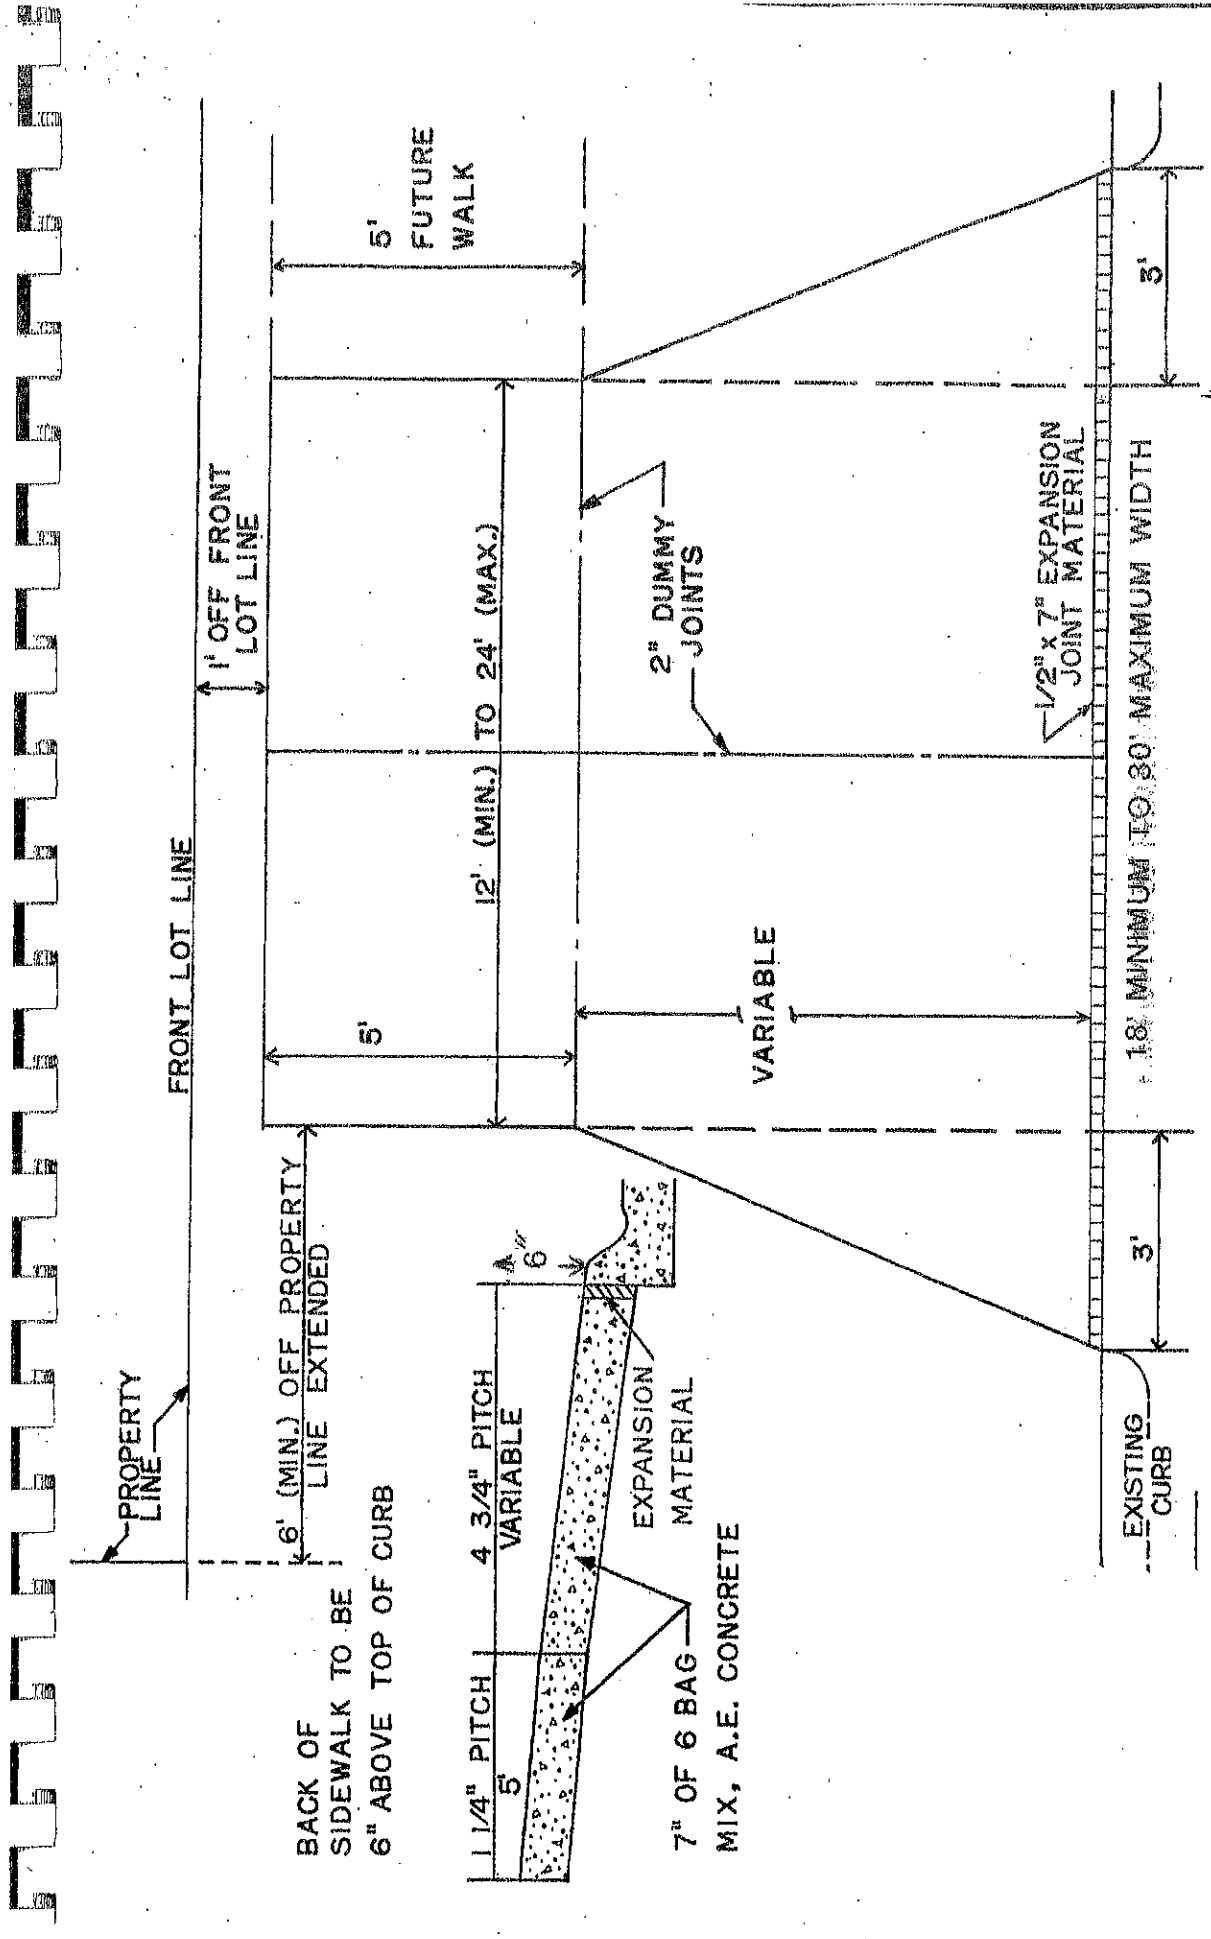 FRONT LOT LINE
PROPERTY
LINE
1' OFF FRONT
LOT LINE
6' (MIN.) OFF PROPERTY
LINE EXTENDED
5'
5'
FUTURE
WALK
12' (MIN.) TO 24' (MAX.)
2" DUMMY
JOINTS
VARIABLE
1/2" x 7" EXPANSION
JOINT MATERIAL
18' MINIMUM TO 30' MAXIMUM WIDTH
3'
3'
EXISTING
CURB
BACK OF
SIDEWALK TO BE
6" ABOVE TOP OF CURB
1 1/4" PITCH
5'
4 3/4" PITCH
VARIABLE
6"
EXPANSION
MATERIAL
7" OF 6 BAG
MIX, A.E. CONCRETE